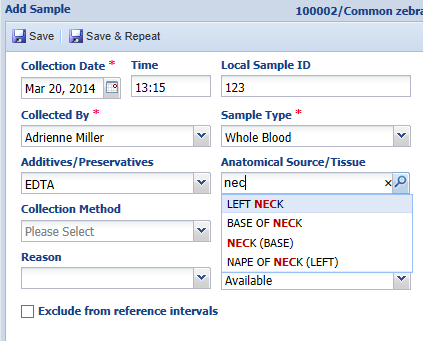 Add Sample 100002/Common zebra
Save Save & Repeat
Collection Date * Time Local Sample ID
Mar 20, 2014 13:15 123
Collected By * Sample Type *
Adrienne Miller Whole Blood
Additives/Preservatives Anatomical Source/Tissue
EDTA nec
LEFT NECK
Collection Method BASE OF NECK
Please Select NECK (BASE)
Reason NAPE OF NECK (LEFT)
Available
Exclude from reference intervals